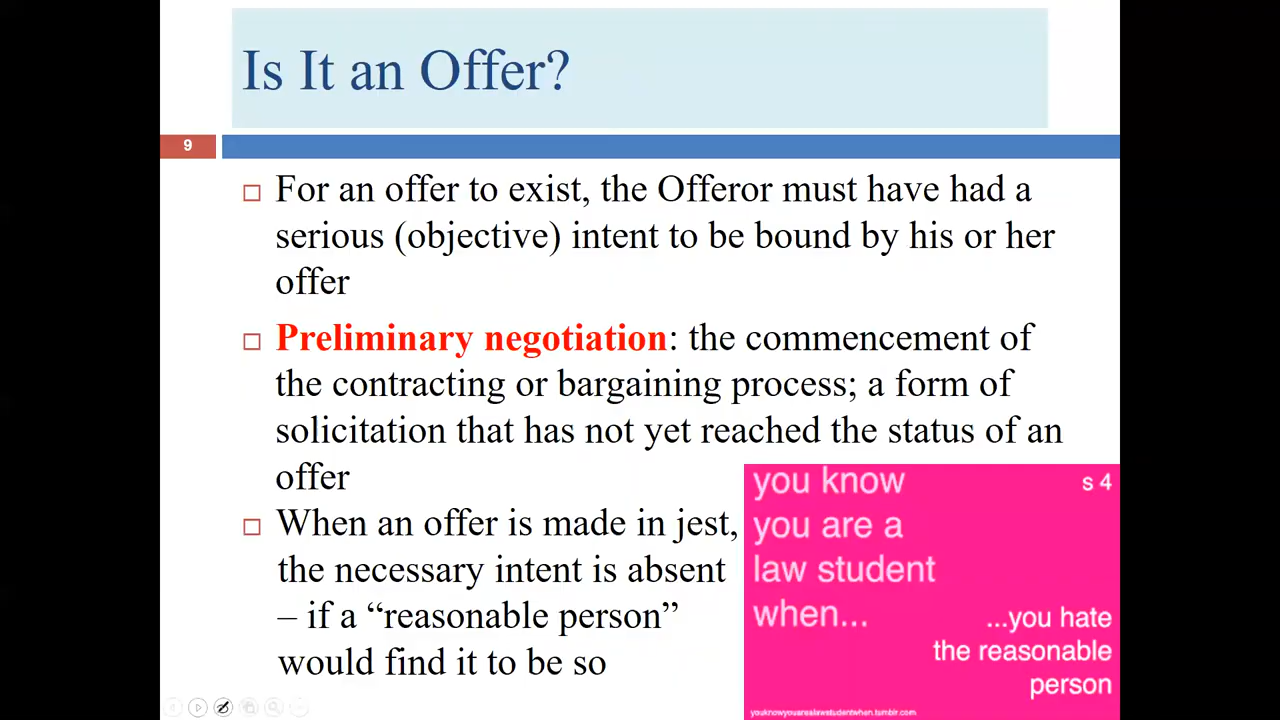 Is It an Offer?
9
For an offer to exist, the Offeror must have had a
serious (objective) intent to be bound by his or her
offer
Preliminary negotiation: the commencement of
the contracting or bargaining process; a form of
solicitation that has not yet reached the status of an
offer
When an offer is made in jest,
the necessary intent is absent
– if a “reasonable person”
would find it to be so
you know
you are a
law student
when...
s 4
...you hate
the reasonable
person
youknowyouarealawstudentwhen.tumblr.com